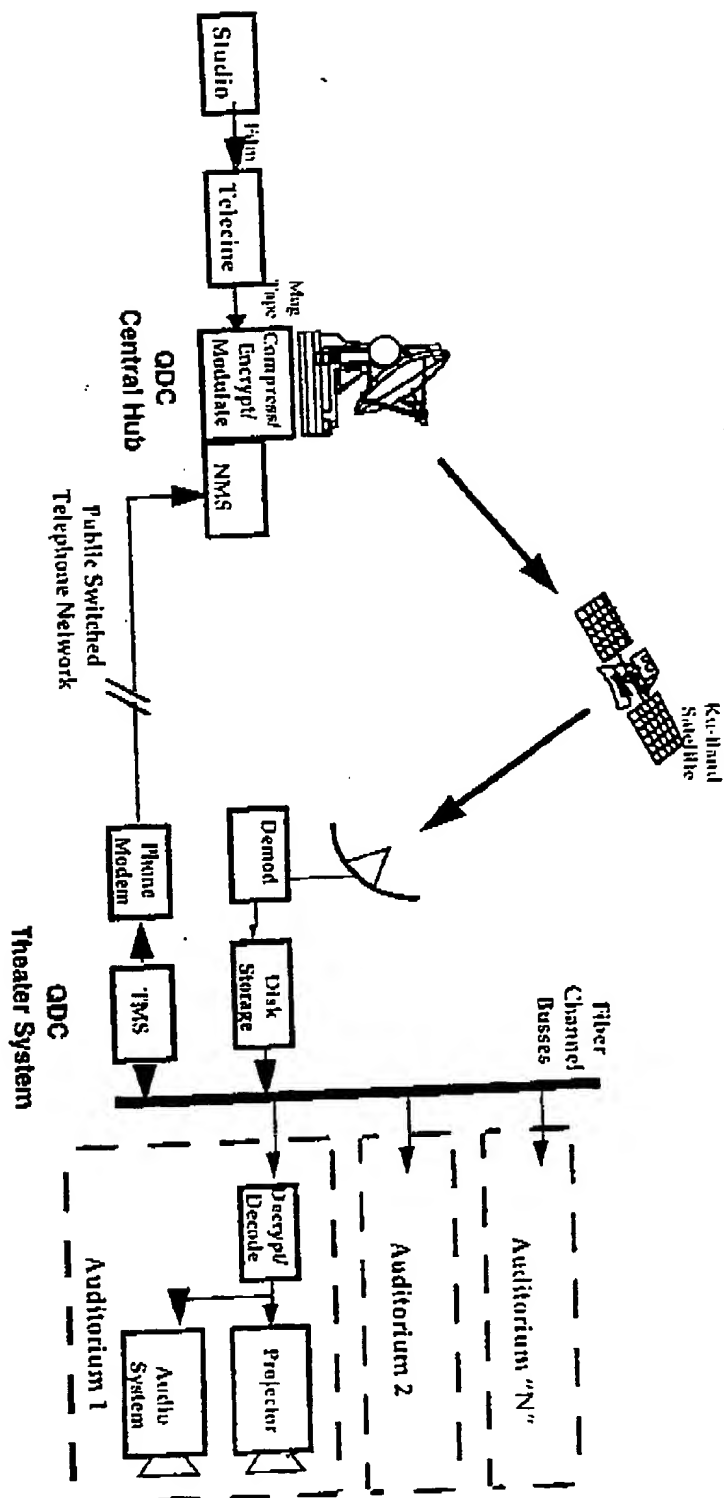 Studio
Film
Telecine
Mag
Tape
Compress/
Encrypt/
Modulate
NMS
QDC
Central Hub
Public Switched
Telephone Network
Ku-Band
Satellite
Demod
Disk
Storage
Phone
Modem
TMS
QDC
Theater System
Fiber
Channel
Busses
Decrypt/
Decode
Projector
Audio
System
Auditorium 1
Auditorium 2
Auditorium "N"